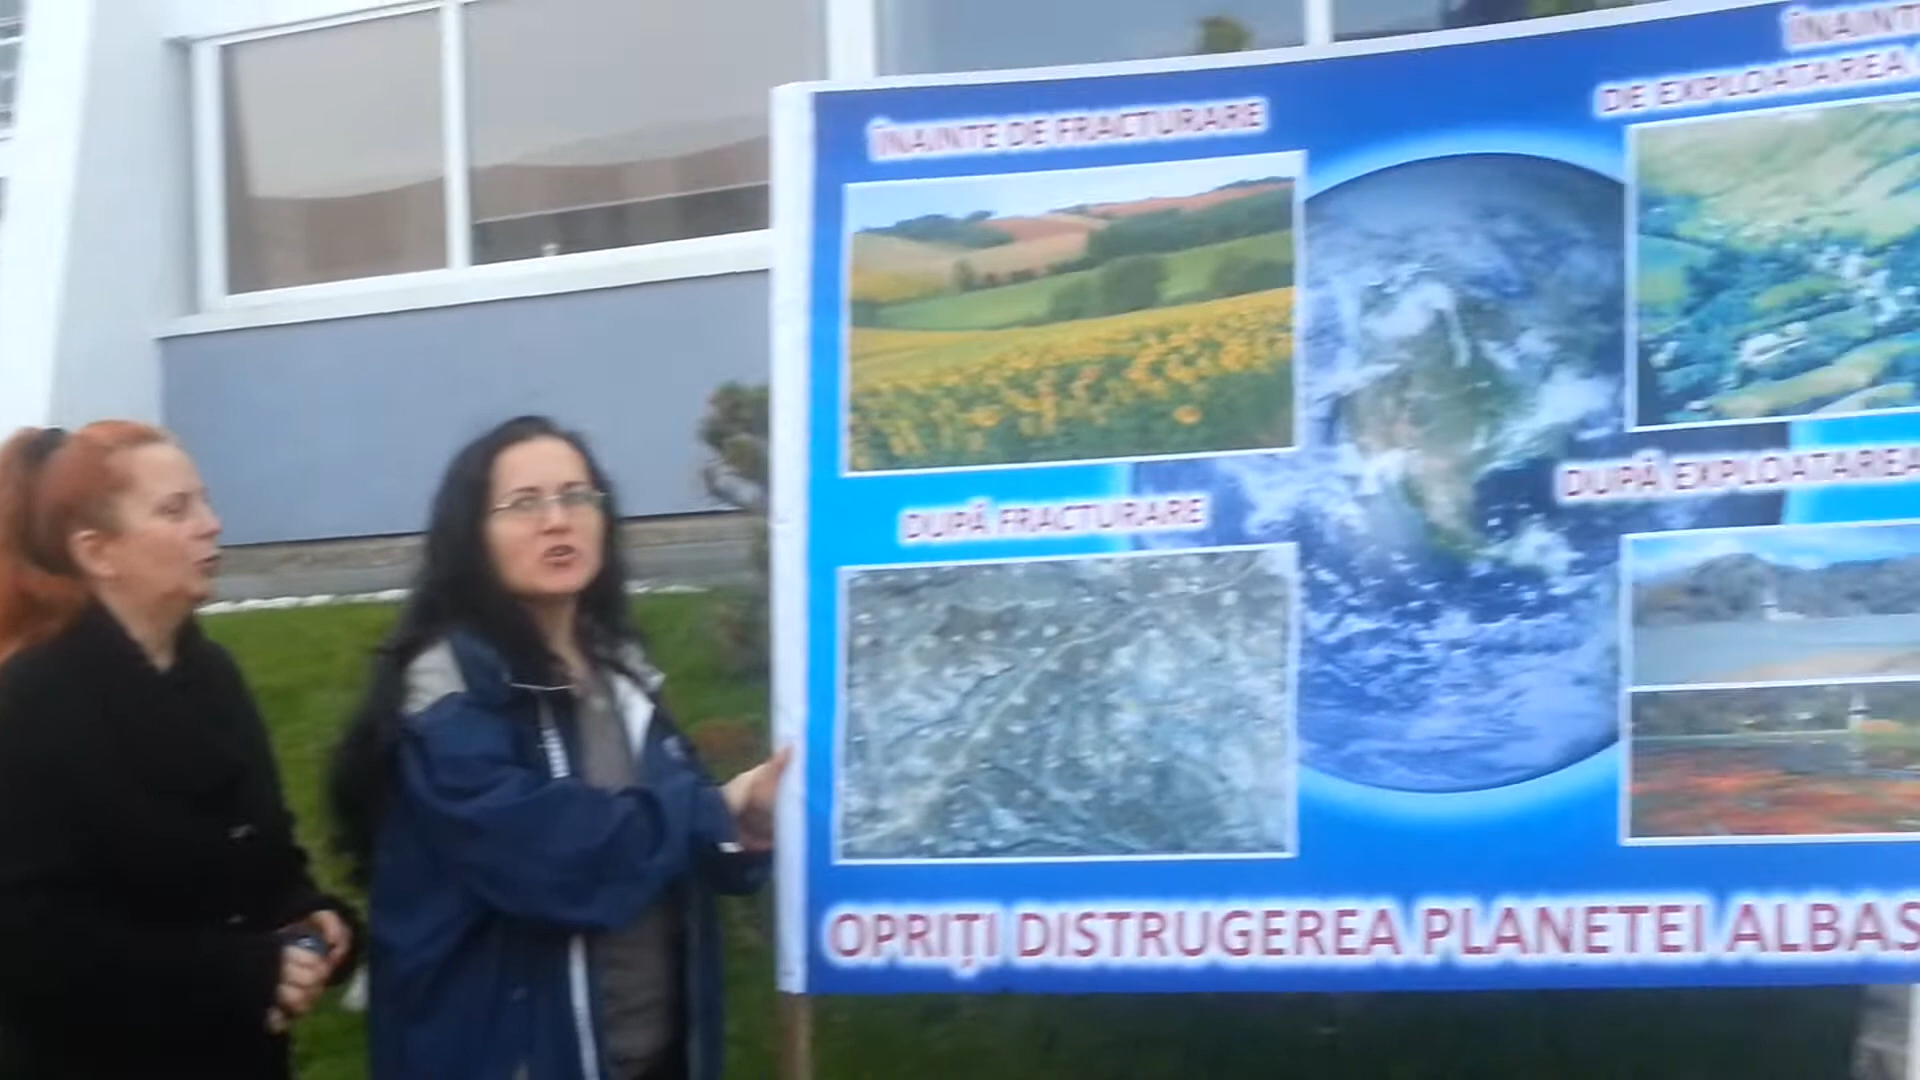 ÎNAINTE DE FRACTURARE
DE EXPLOATAREA
DUPĂ FRACTURARE
DUPĂ EXPLOATAREA
OPRIȚI DISTRUGEREA PLANETEI